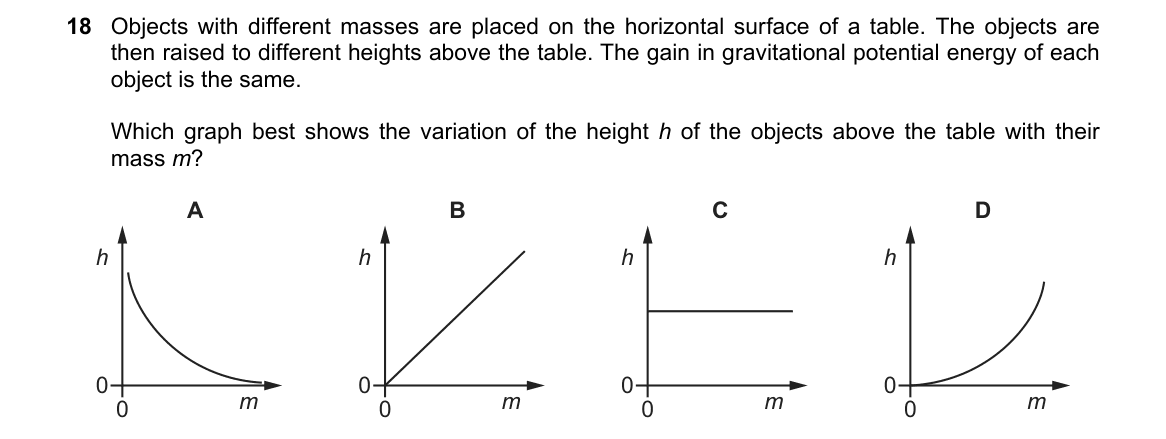 18 Objects with different masses are placed on the horizontal surface of a table. The objects are
then raised to different heights above the table. The gain in gravitational potential energy of each
object is the same.
Which graph best shows the variation of the height h of the objects above the table with their
mass m?
A B C D
h h h h
0 0 0 0
0 m 0 m 0 m 0 m